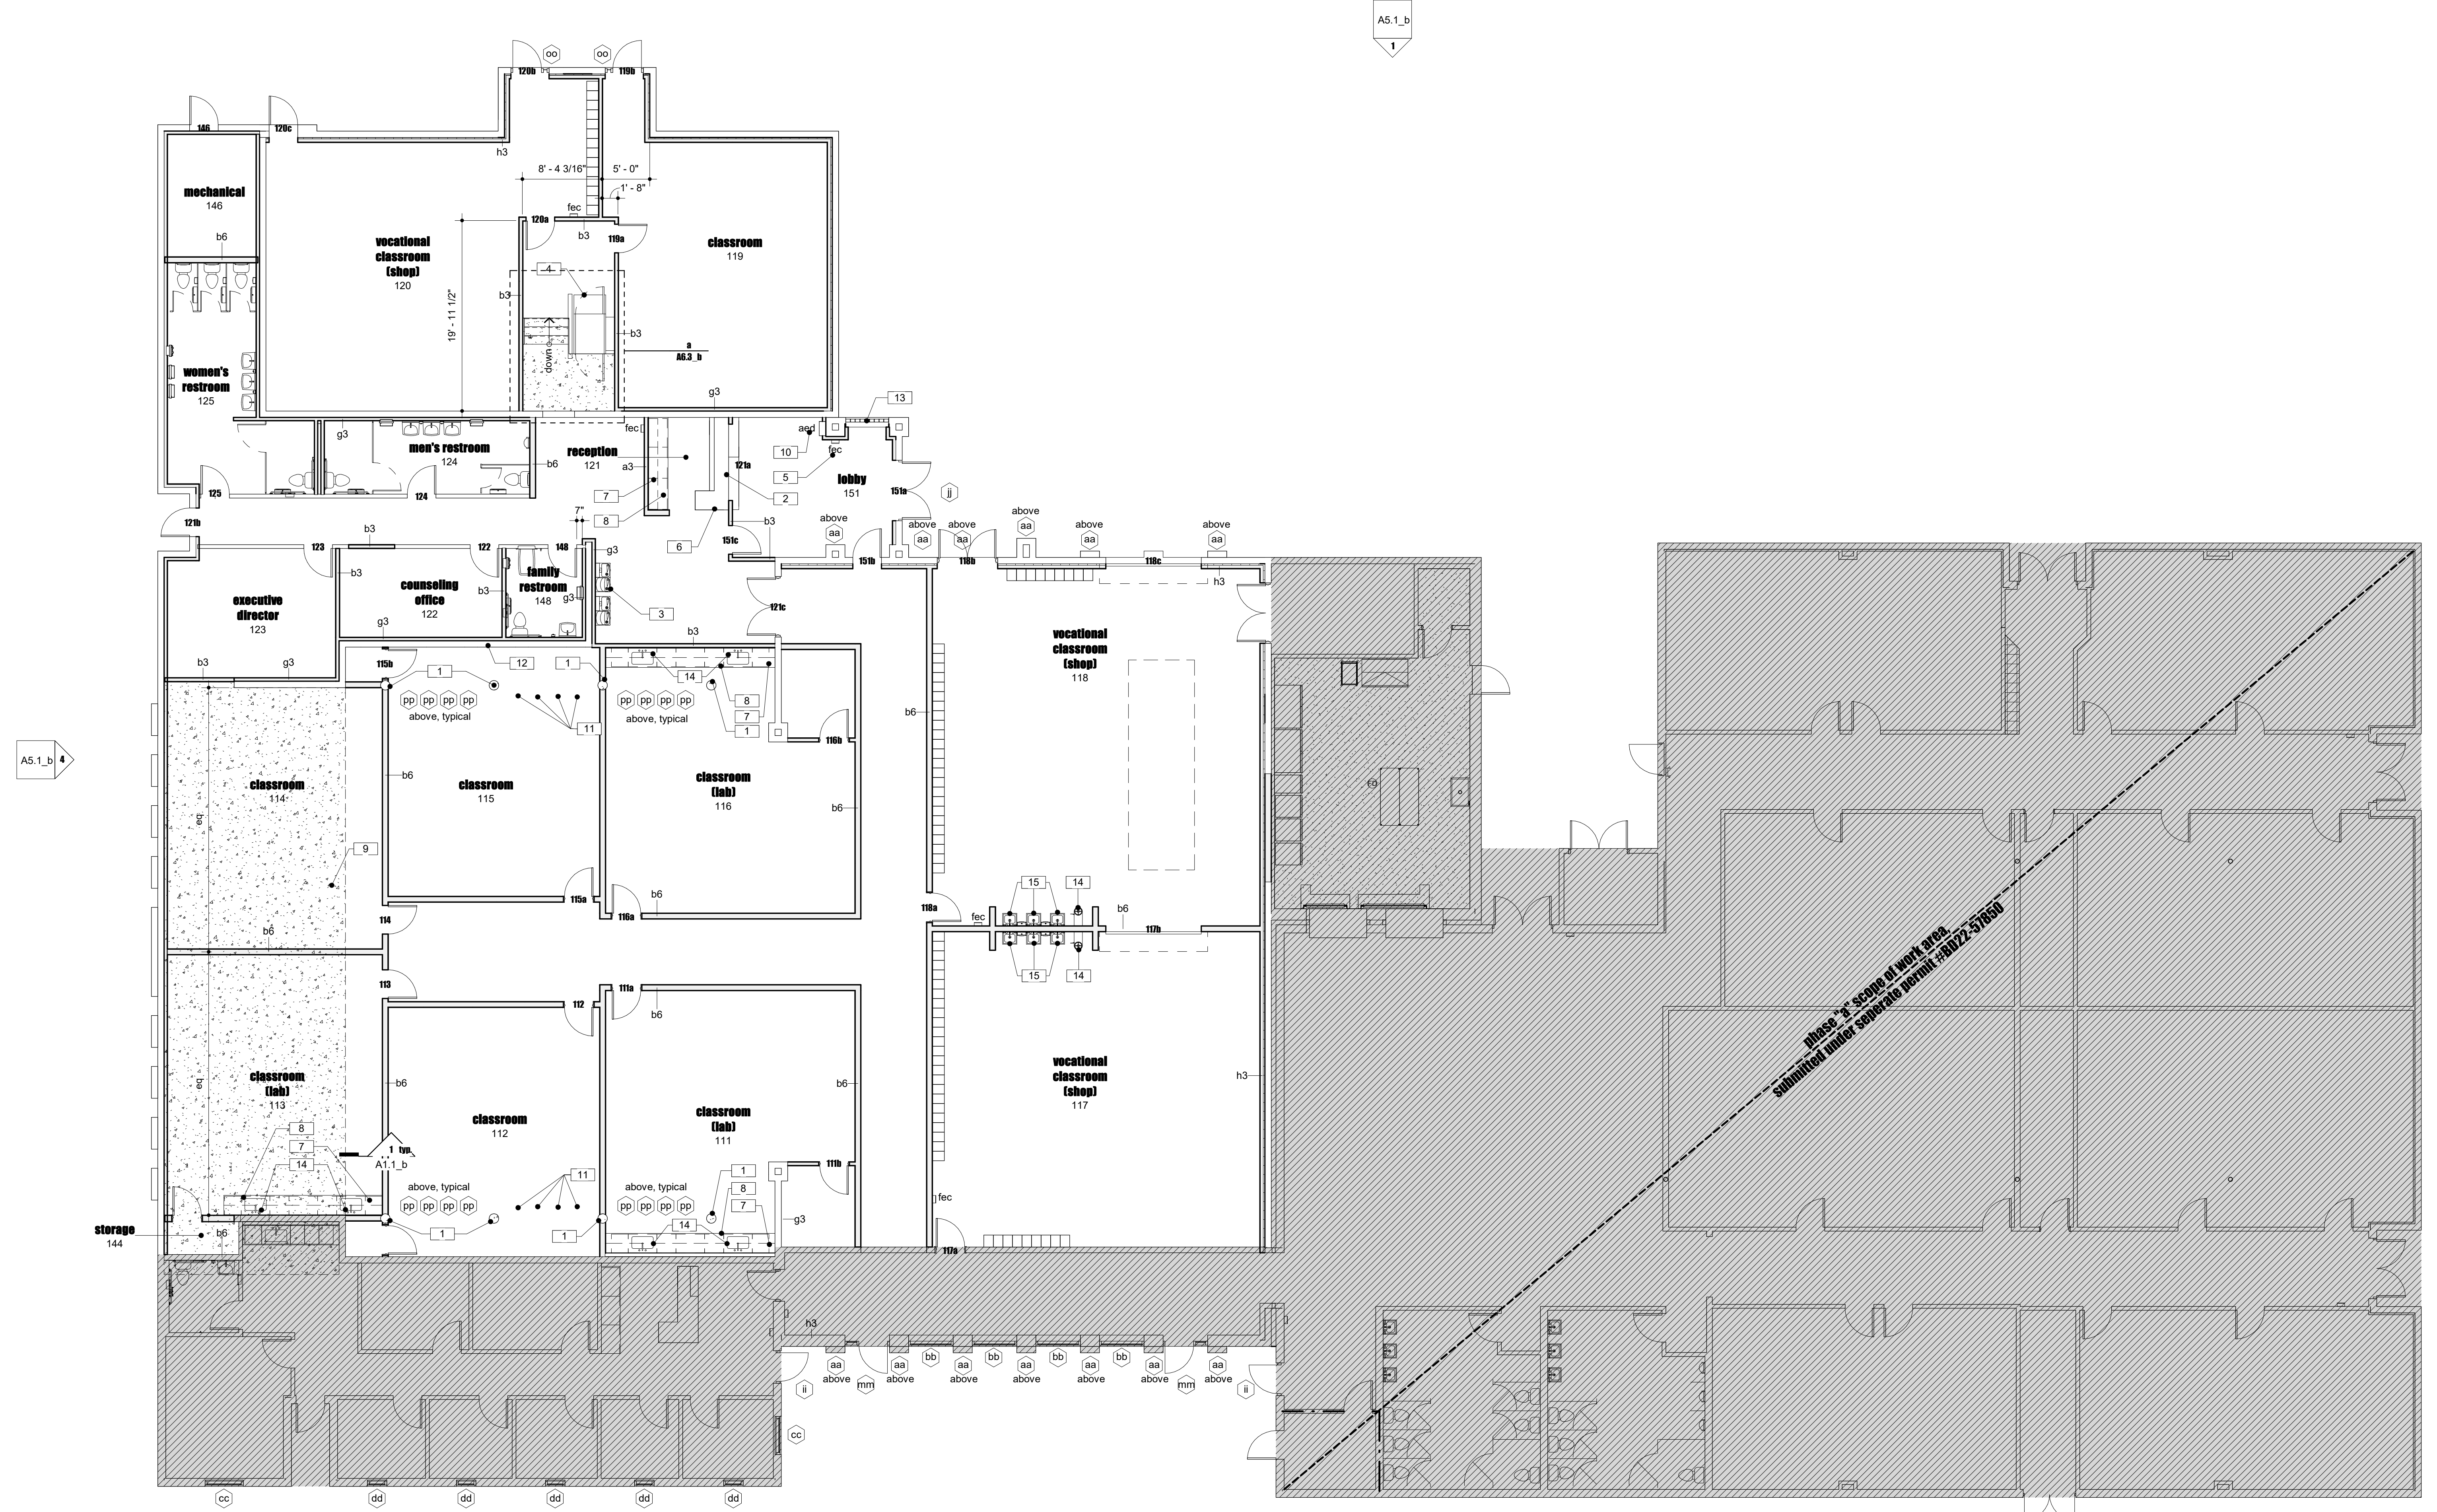 A5.1_b
1
oo
oo
120b
119b
146
120c
h3
8' - 4 3/16"
5' - 0"
1' - 8"
mechanical
146
fec
120a
b3
119a
b6
vocational
classroom
(shop)
120
classroom
119
4
b3
19' - 11 1/2"
b3
down
a
A6.3_b
women's
restroom
125
g3
13
g3
men's restroom
124
fec
reception
121
a3
b6
121a
aed
10
fec
5
lobby
151
151a
jj
125
124
7
8
2
7"
b3
6
151c
121b
b3
123
122
148
g3
above
aa
above
aa
above
aa
above
aa
above
aa
above
aa
151b
118b
118c
h3
executive
director
123
b3
counseling
office
122
b3
family
restroom
148
g3
3
121c
g3
b3
b3
g3
115b
1
12
1
14
8
7
1
pp
pp
pp
pp
above, typical
pp
pp
pp
pp
above, typical
11
116b
vocational
classroom
(shop)
118
b6
A5.1_b
4
classroom
114
eq
b6
classroom
115
classroom
(lab)
116
b6
FD
9
115a
b6
116a
114
b6
118a
fec
15
14
b6
117b
15
14
113
112
111a
b6
phase "a" scope of work area,
submitted under seperate permit #BD22-57850
eq
classroom
(lab)
113
b6
classroom
112
classroom
(lab)
111
b6
vocational
classroom
(shop)
117
h3
8
7
14
1
typ
A1.1_b
above, typical
pp
pp
pp
pp
11
above, typical
pp
pp
pp
pp
1
8
7
111b
fec
storage
144
b6
1
1
14
g3
117a
h3
aa
above
mm
aa
above
bb
aa
above
bb
aa
above
bb
aa
above
bb
aa
above
mm
aa
above
ii
ii
cc
cc
dd
dd
dd
dd
dd